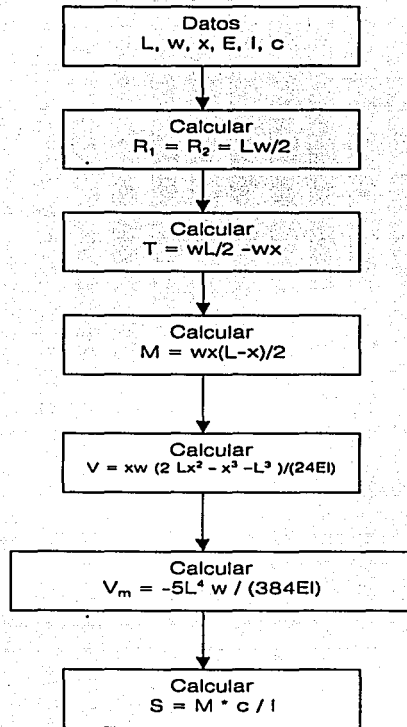 Datos
L, w, x, E, I, c
Calcular
R₁ = R₂ = Lw/2
Calcular
T = wL/2 -wx
Calcular
M = wx(L-x)/2
Calcular
V = xw (2 Lx² - x³ -L³ )/(24EI)
Calcular
Vₘ = -5L⁴ w / (384EI)
Calcular
S = M * c / I